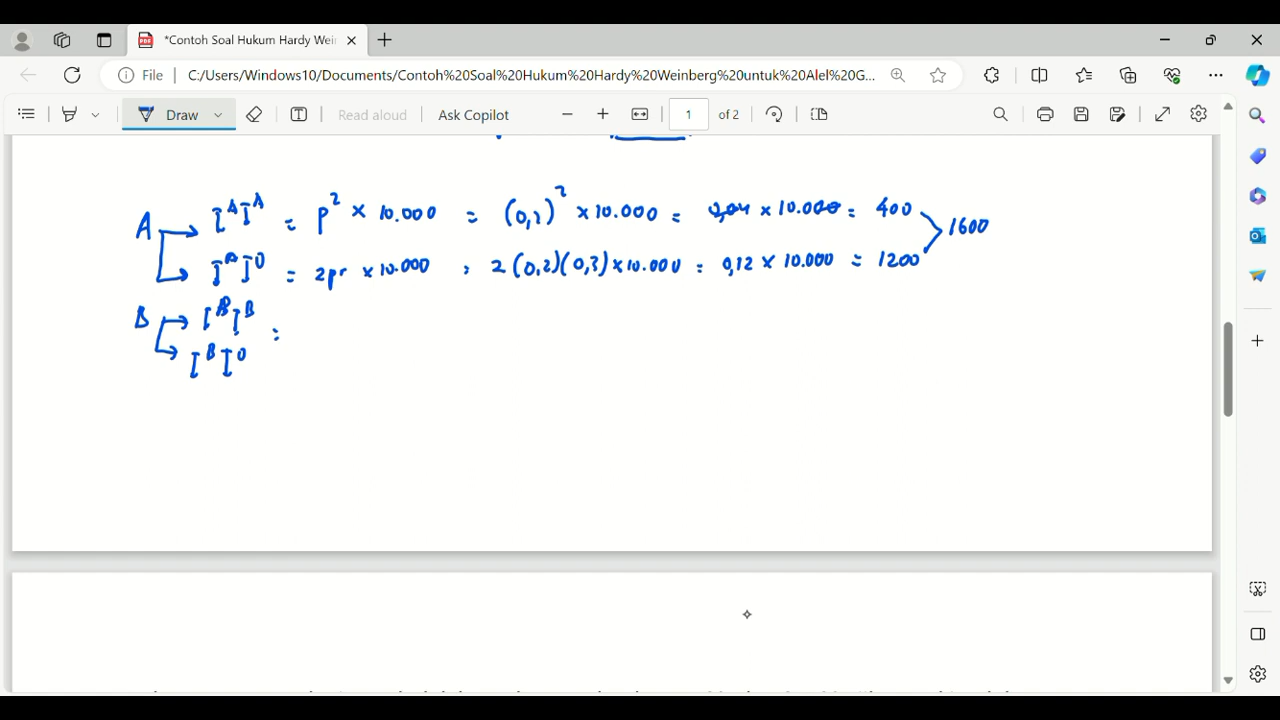 *Contoh Soal Hukum Hardy Wei
File
C:/Users/Windows10/Documents/Contoh%20Soal%20Hukum%20Hardy%20Weinberg%20untuk%20Alel%20G...
Draw
Read aloud
Ask Copilot
1 of 2
A → I^A I^A = p² × 10.000 = (0,2)² × 10.000 = 0,04 × 10.000 = 400
1600
→ I^A I^O = 2pr × 10.000 = 2(0,2)(0,3) × 10.000 = 0,12 × 10.000 = 1200
B → I^B I^B =
→ I^B I^O